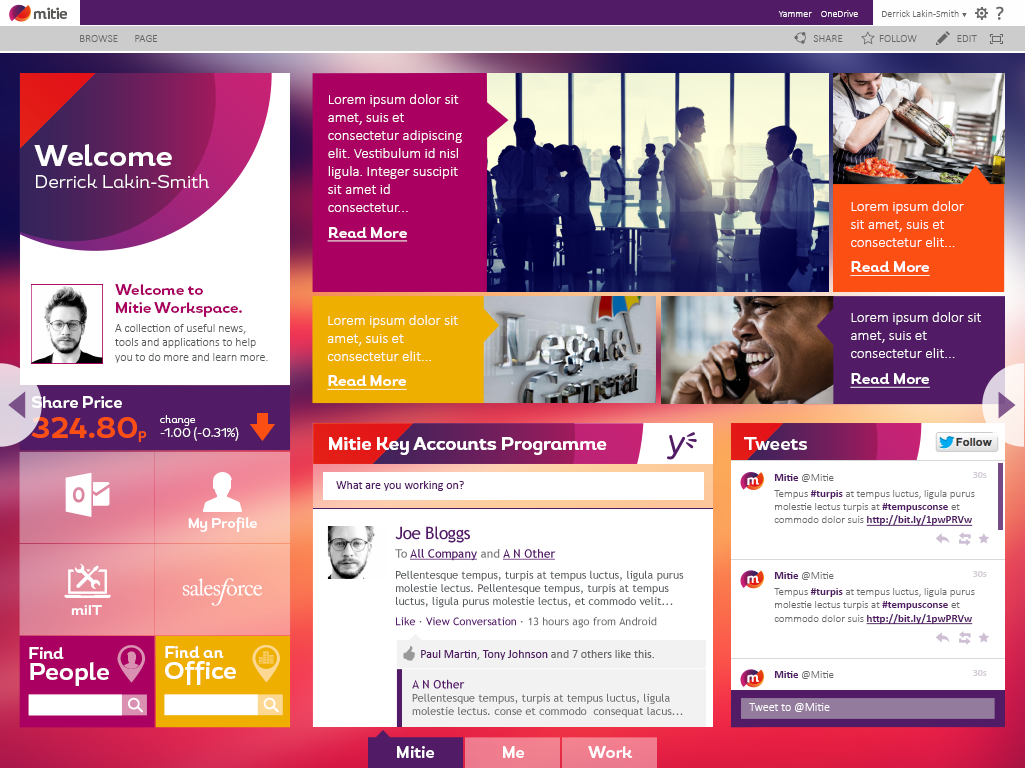 mitie
Yammer OneDrive
Derrick Lakin-Smith
?
BROWSE PAGE
SHARE FOLLOW EDIT
Welcome
Derrick Lakin-Smith
Welcome to
Mitie Workspace.
A collection of useful news,
tools and applications to help
you to do more and learn more.
Share Price
324.80p
change
-1.00 (-0.31%)
My Profile
miIT
salesforce
Find
People
Find an
Office
Lorem ipsum dolor sit
amet, suis et
consectetur adipiscing
elit. Vestibulum id nisl
ligula. Integer suscipit
sit amet id
consectetur...
Read More
Lorem ipsum dolor
sit amet, suis et
consectetur elit...
Read More
Lorem ipsum dolor sit
amet, suis et
consectetur elit...
Read More
Legal &
Lorem ipsum dolor sit
amet, suis et
consectetur elit...
Read More
Mitie Key Accounts Programme
What are you working on?
Joe Bloggs
To All Company and A N Other
Pellentesque tempus, turpis at tempus luctus, ligula purus
molestie lectus. Pellentesque tempus, turpis at tempus
luctus, ligula purus molestie lectus, et commodo velit...
Like · View Conversation · 13 hours ago from Android
Paul Martin, Tony Johnson and 7 others like this.
A N Other
Pellentesque tempus, turpis at tempus luctus, ligula
molestie lectus. conse et commodo consequat lacus...
Tweets
Follow
Mitie @Mitie 30s
Tempus #turpis at tempus luctus, ligula purus
molestie lectus turpis at #tempusconse et
commodo dolor suis http://bit.ly/1pwPRVw
Mitie @Mitie 30s
Tempus #turpis at tempus luctus, ligula purus
molestie lectus turpis at #tempusconse et
commodo dolor suis http://bit.ly/1pwPRVw
Mitie @Mitie 30s
Tweet to @Mitie
Mitie
Me
Work